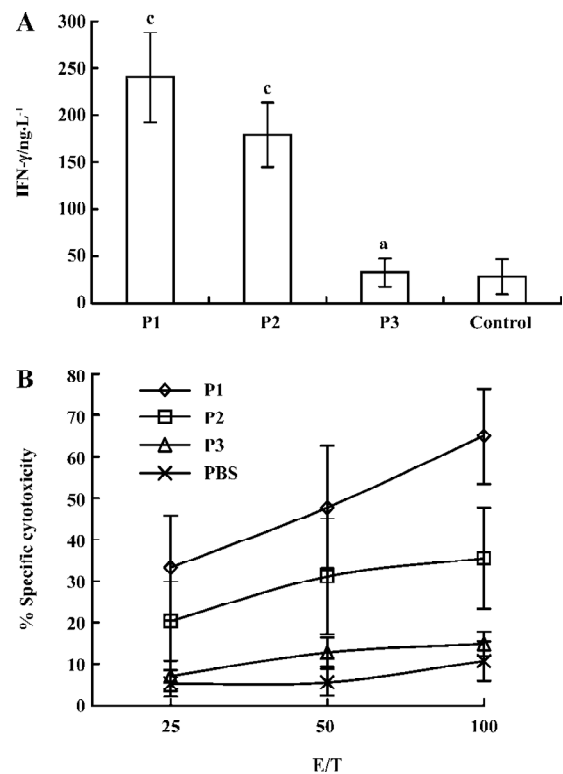 A
IFN-γ/ng·L⁻¹
300
250
200
150
100
50
0
c
c
a
P1 P2 P3 Control
B
% Specific cytotoxicity
80
70
60
50
40
30
20
10
0
P1
P2
P3
PBS
25 50 100
E/T